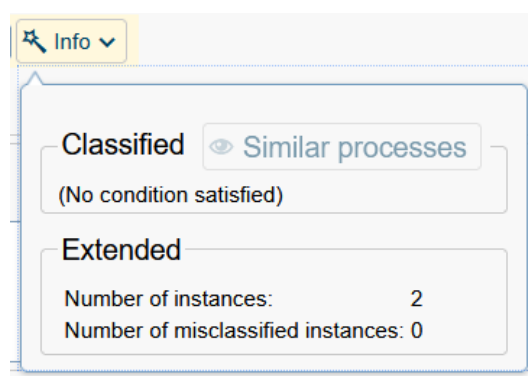 Info
Classified Similar processes
(No condition satisfied)
Extended
Number of instances: 2
Number of misclassified instances: 0